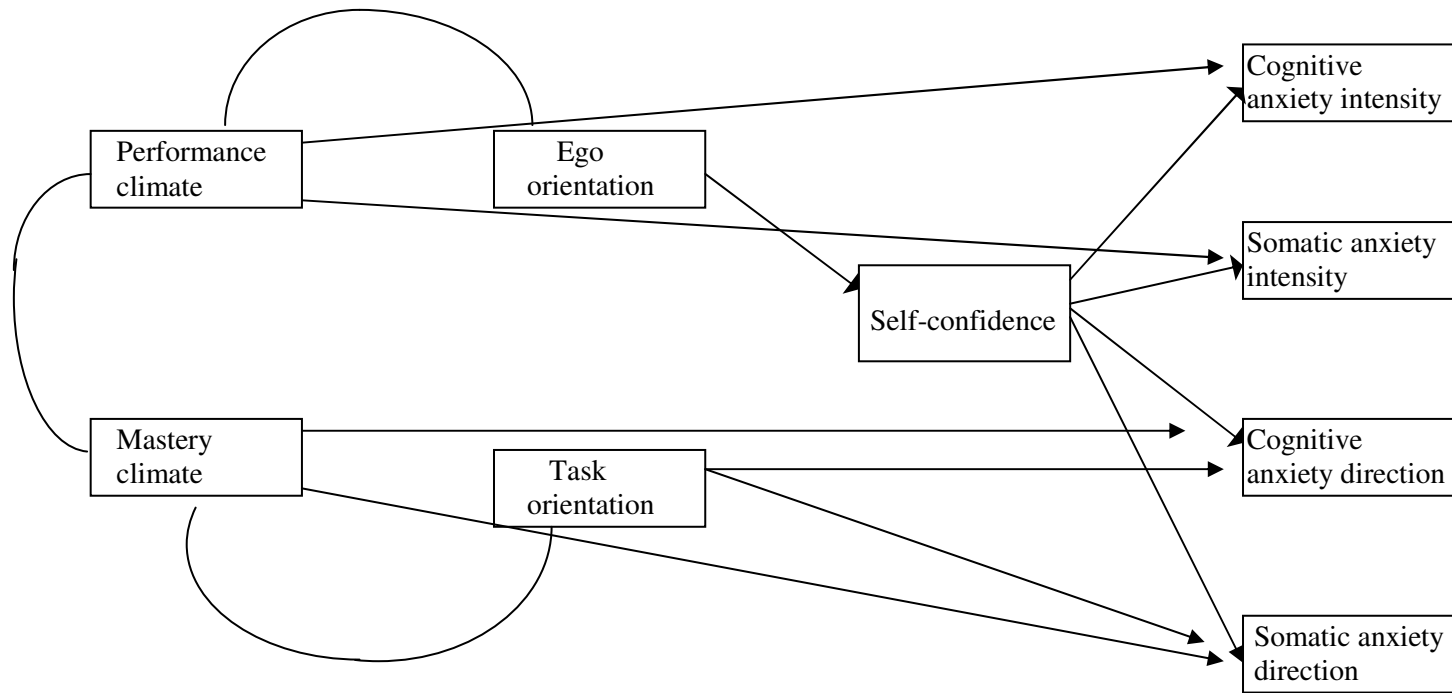 Cognitive
anxiety intensity
Performance
climate
Ego
orientation
Somatic anxiety
intensity
Self-confidence
Mastery
climate
Task
orientation
Cognitive
anxiety direction
Somatic anxiety
direction